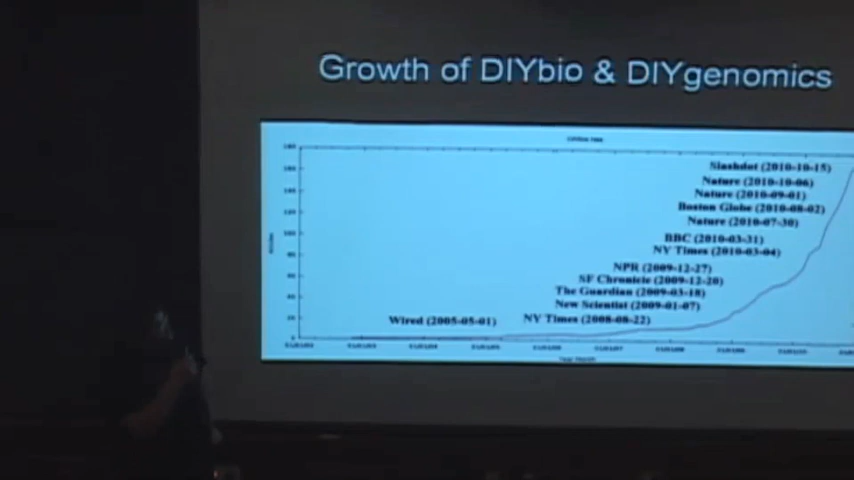 Growth of DIYbio & DIYgenomics
Slashdot (2010-10-15)
Nature (2010-10-06)
Nature (2010-09-01)
Boston Globe (2010-08-02)
Nature (2010-07-30)
BBC (2010-03-31)
NY Times (2010-03-04)
NPR (2009-12-27)
SF Chronicle (2009-12-20)
The Guardian (2009-03-18)
New Scientist (2009-01-07)
Wired (2005-05-01)
NY Times (2008-08-22)